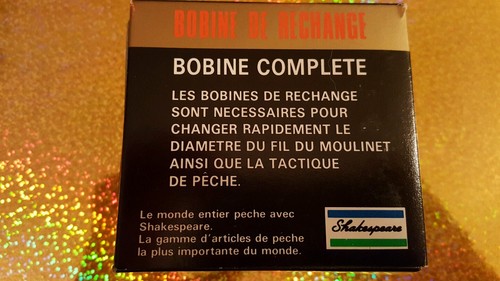 BOBINE DE RECHANGE
BOBINE COMPLETE
LES BOBINES DE RECHANGE
SONT NECESSAIRES POUR
CHANGER RAPIDEMENT LE
DIAMETRE DU FIL DU MOULINET
AINSI QUE LA TACTIQUE
DE PÈCHE.
Le monde entier peche avec
Shakespeare.
La gamme d'articles de peche
la plus importante du monde.
Shakespeare